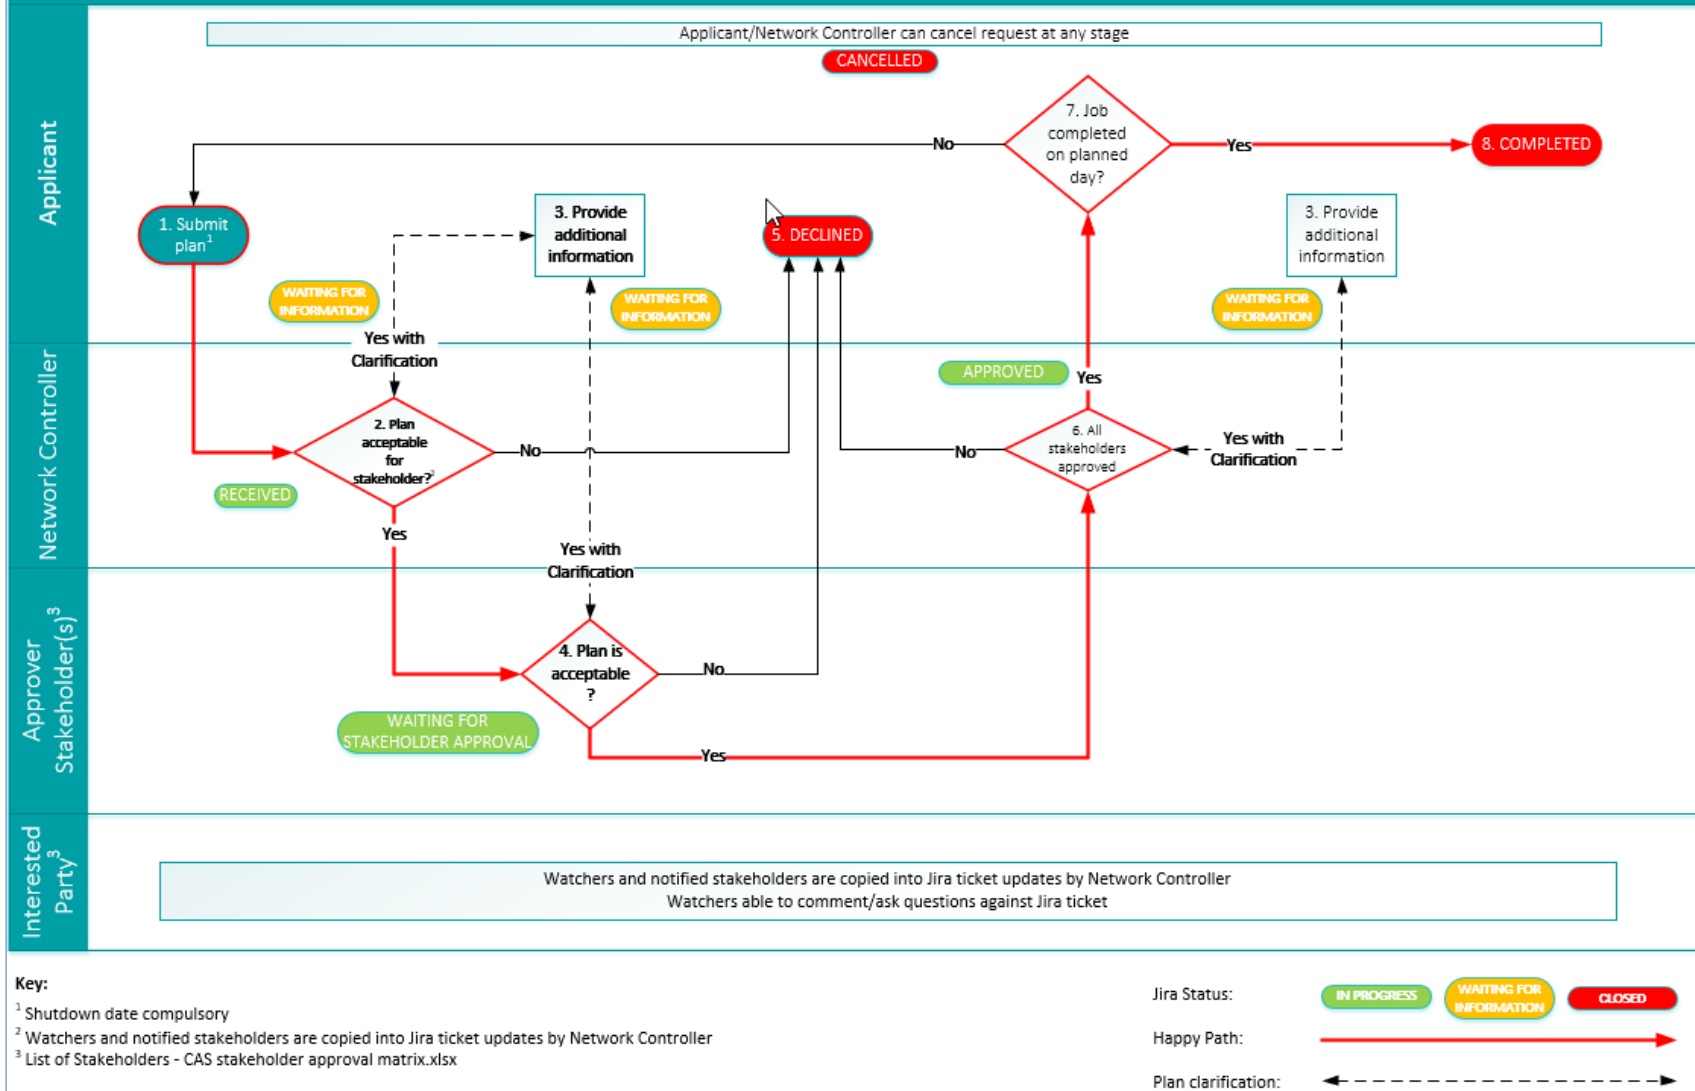 Applicant/Network Controller can cancel request at any stage
CANCELLED
Applicant
7. Job
completed
on planned
day?
No
Yes
8. COMPLETED
1. Submit
plan¹
3. Provide
additional
information
5. DECLINED
3. Provide
additional
information
WAITING FOR
INFORMATION
WAITING FOR
INFORMATION
WAITING FOR
INFORMATION
Yes with
Clarification
Network Controller
APPROVED
Yes
2. Plan
acceptable
for
stakeholder?²
No
6. All
stakeholders
approved
No
Yes with
Clarification
RECEIVED
Yes
Yes with
Clarification
Approver
Stakeholder(s)³
4. Plan is
acceptable
?
No
WAITING FOR
STAKEHOLDER APPROVAL
Yes
Interested
Party³
Watchers and notified stakeholders are copied into Jira ticket updates by Network Controller
Watchers able to comment/ask questions against Jira ticket
Key:
¹ Shutdown date compulsory
² Watchers and notified stakeholders are copied into Jira ticket updates by Network Controller
³ List of Stakeholders - CAS stakeholder approval matrix.xlsx
Jira Status:
IN PROGRESS
WAITING FOR
INFORMATION
CLOSED
Happy Path:
Plan clarification: